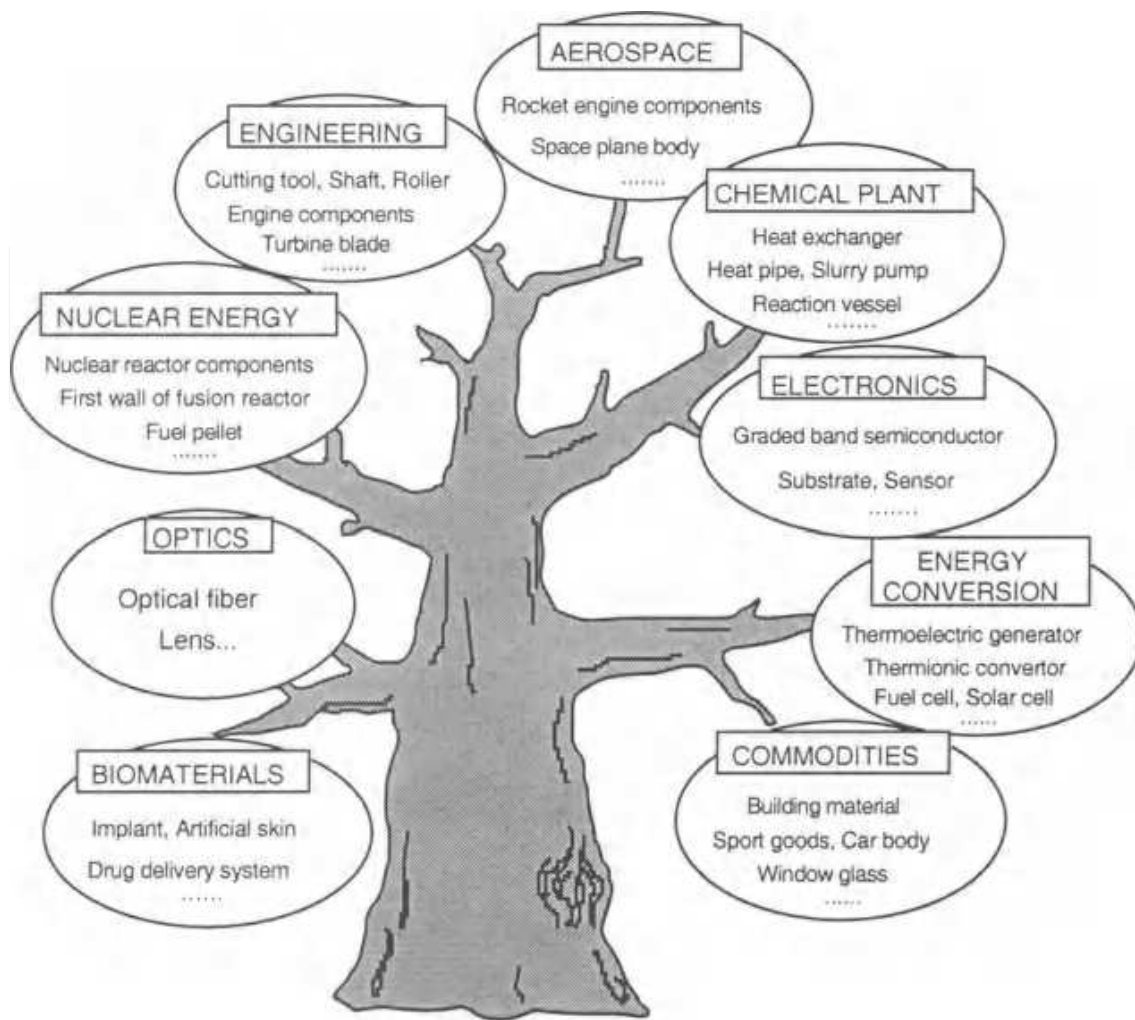 AEROSPACE
Rocket engine components
Space plane body
.......
ENGINEERING
Cutting tool, Shaft, Roller
Engine components
Turbine blade
.......
CHEMICAL PLANT
Heat exchanger
Heat pipe, Slurry pump
Reaction vessel
.......
NUCLEAR ENERGY
Nuclear reactor components
First wall of fusion reactor
Fuel pellet
.......
ELECTRONICS
Graded band semiconductor
Substrate, Sensor
.......
OPTICS
Optical fiber
Lens...
ENERGY
CONVERSION
Thermoelectric generator
Thermionic convertor
Fuel cell, Solar cell
......
BIOMATERIALS
Implant, Artificial skin
Drug delivery system
......
COMMODITIES
Building material
Sport goods, Car body
Window glass
......